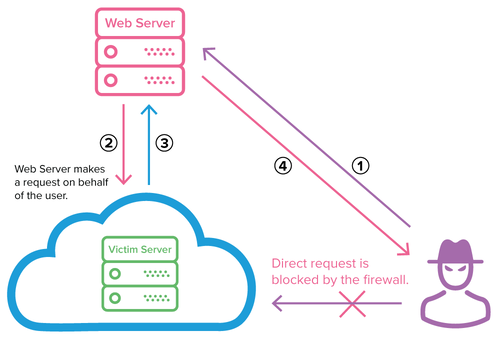 Web Server
②
③
④
①
Web Server makes
a request on behalf
of the user.
Victim Server
Direct request is
blocked by the firewall.